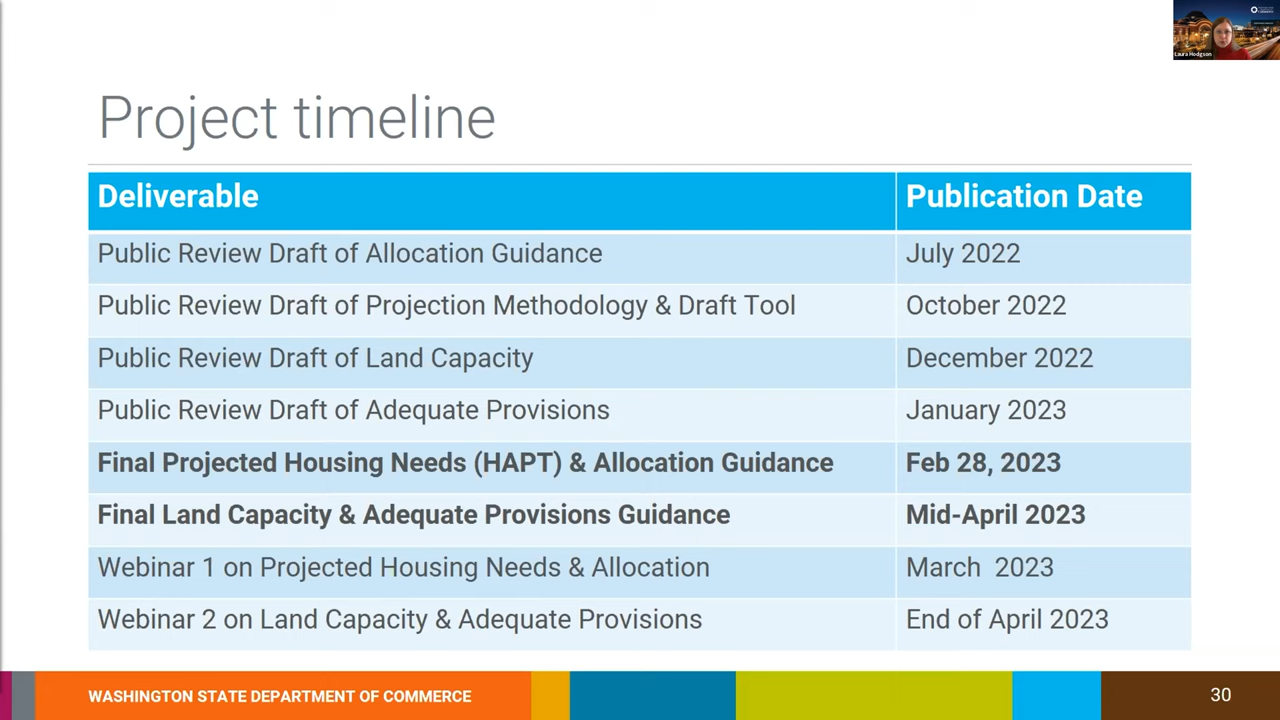 Laura Hodgson
Project timeline
Deliverable Publication Date
Public Review Draft of Allocation Guidance July 2022
Public Review Draft of Projection Methodology & Draft Tool October 2022
Public Review Draft of Land Capacity December 2022
Public Review Draft of Adequate Provisions January 2023
Final Projected Housing Needs (HAPT) & Allocation Guidance Feb 28, 2023
Final Land Capacity & Adequate Provisions Guidance Mid-April 2023
Webinar 1 on Projected Housing Needs & Allocation March 2023
Webinar 2 on Land Capacity & Adequate Provisions End of April 2023
WASHINGTON STATE DEPARTMENT OF COMMERCE 30